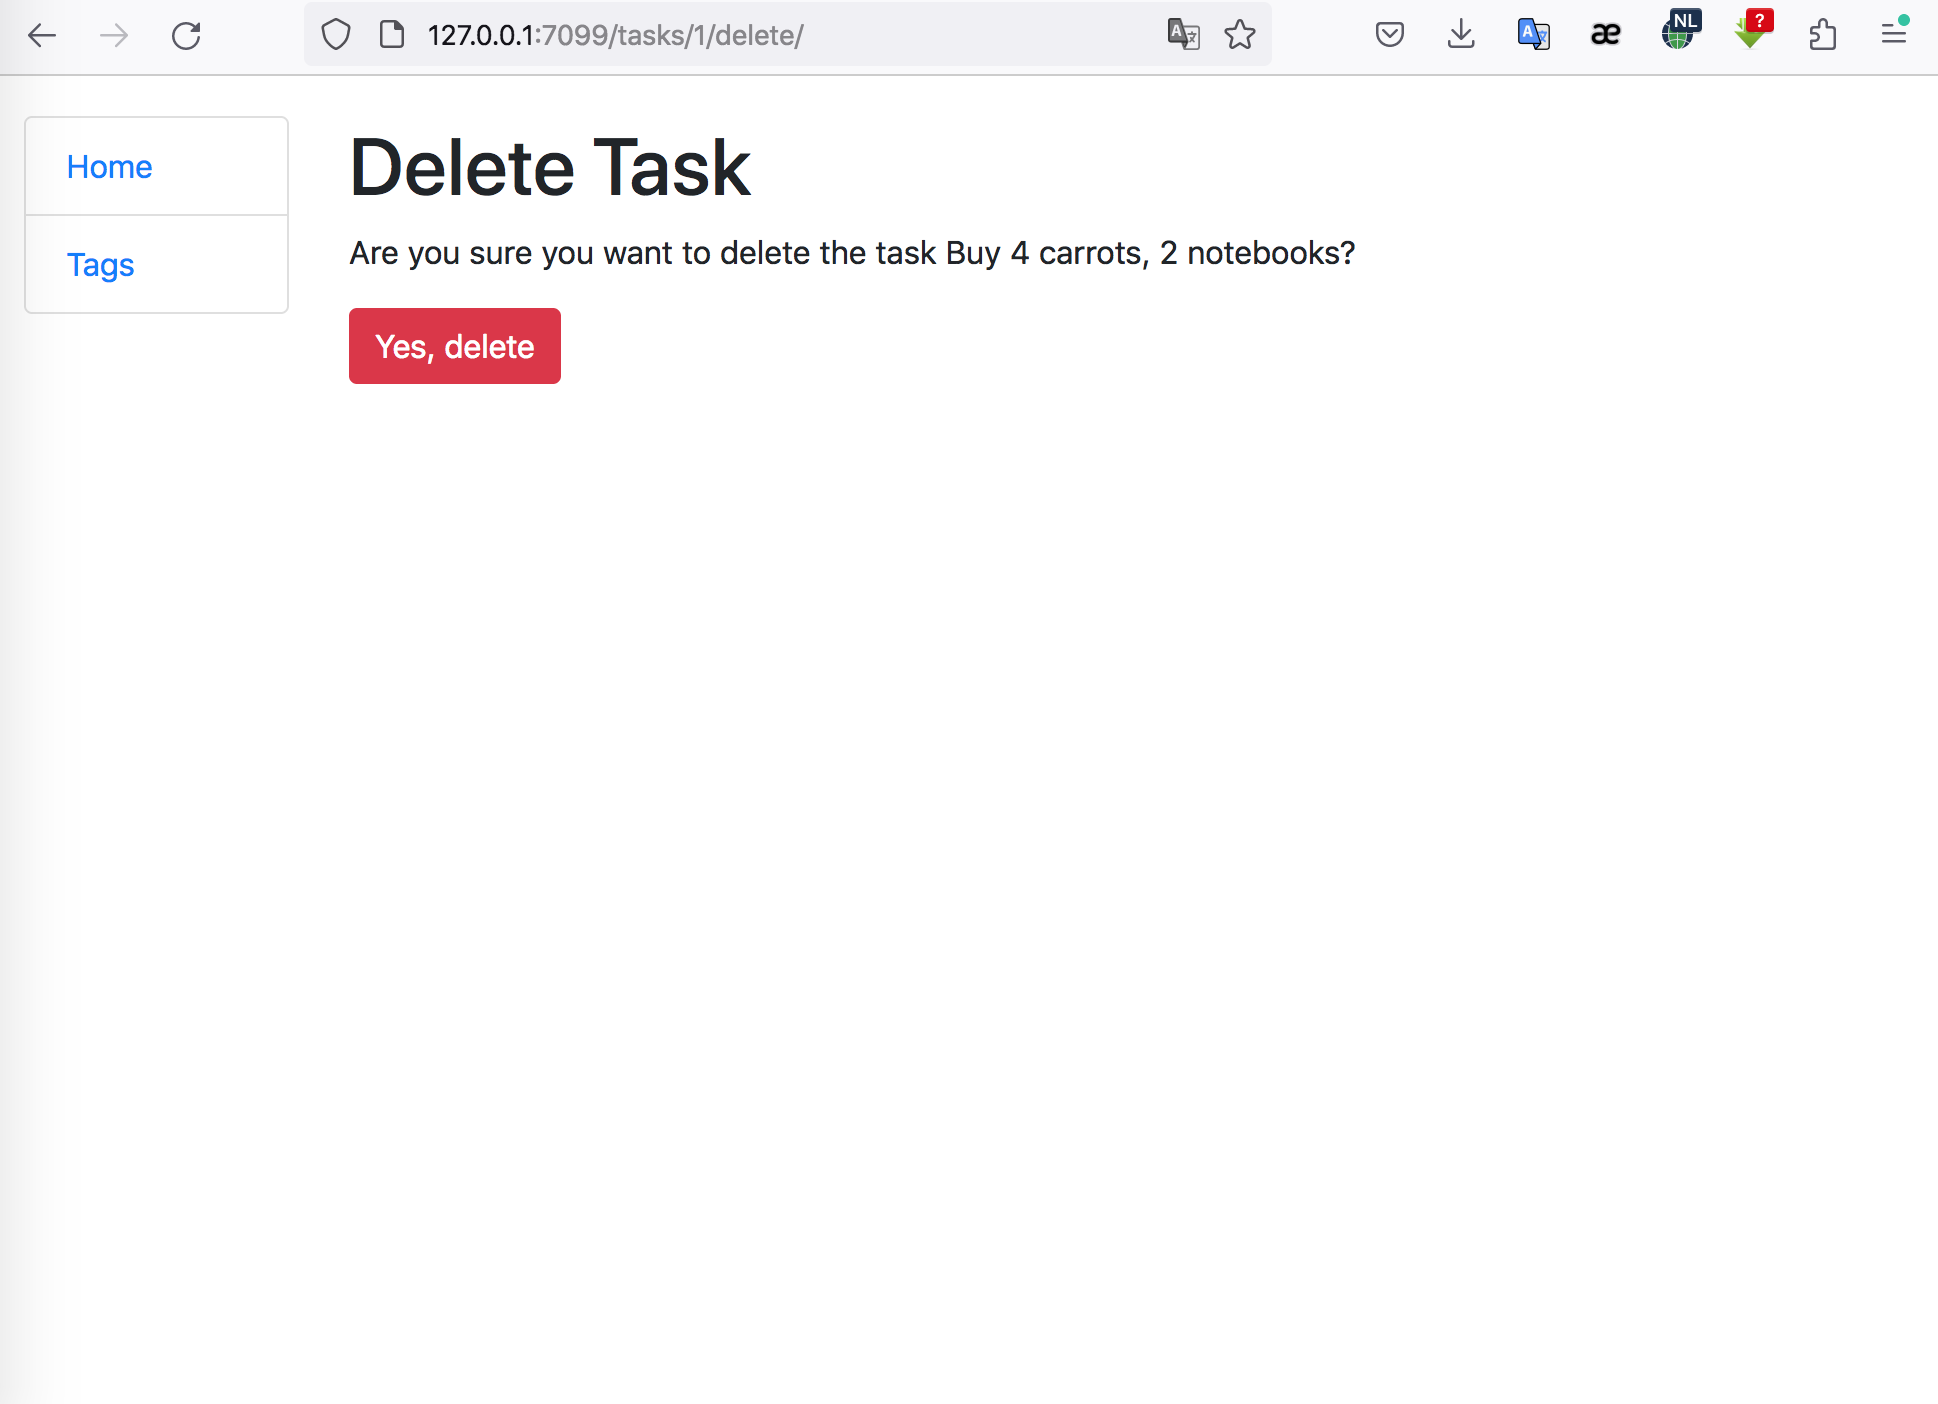 127.0.0.1:7099/tasks/1/delete/
A
A
æ
NL
?
Home
Tags
Delete Task
Are you sure you want to delete the task Buy 4 carrots, 2 notebooks?
Yes, delete